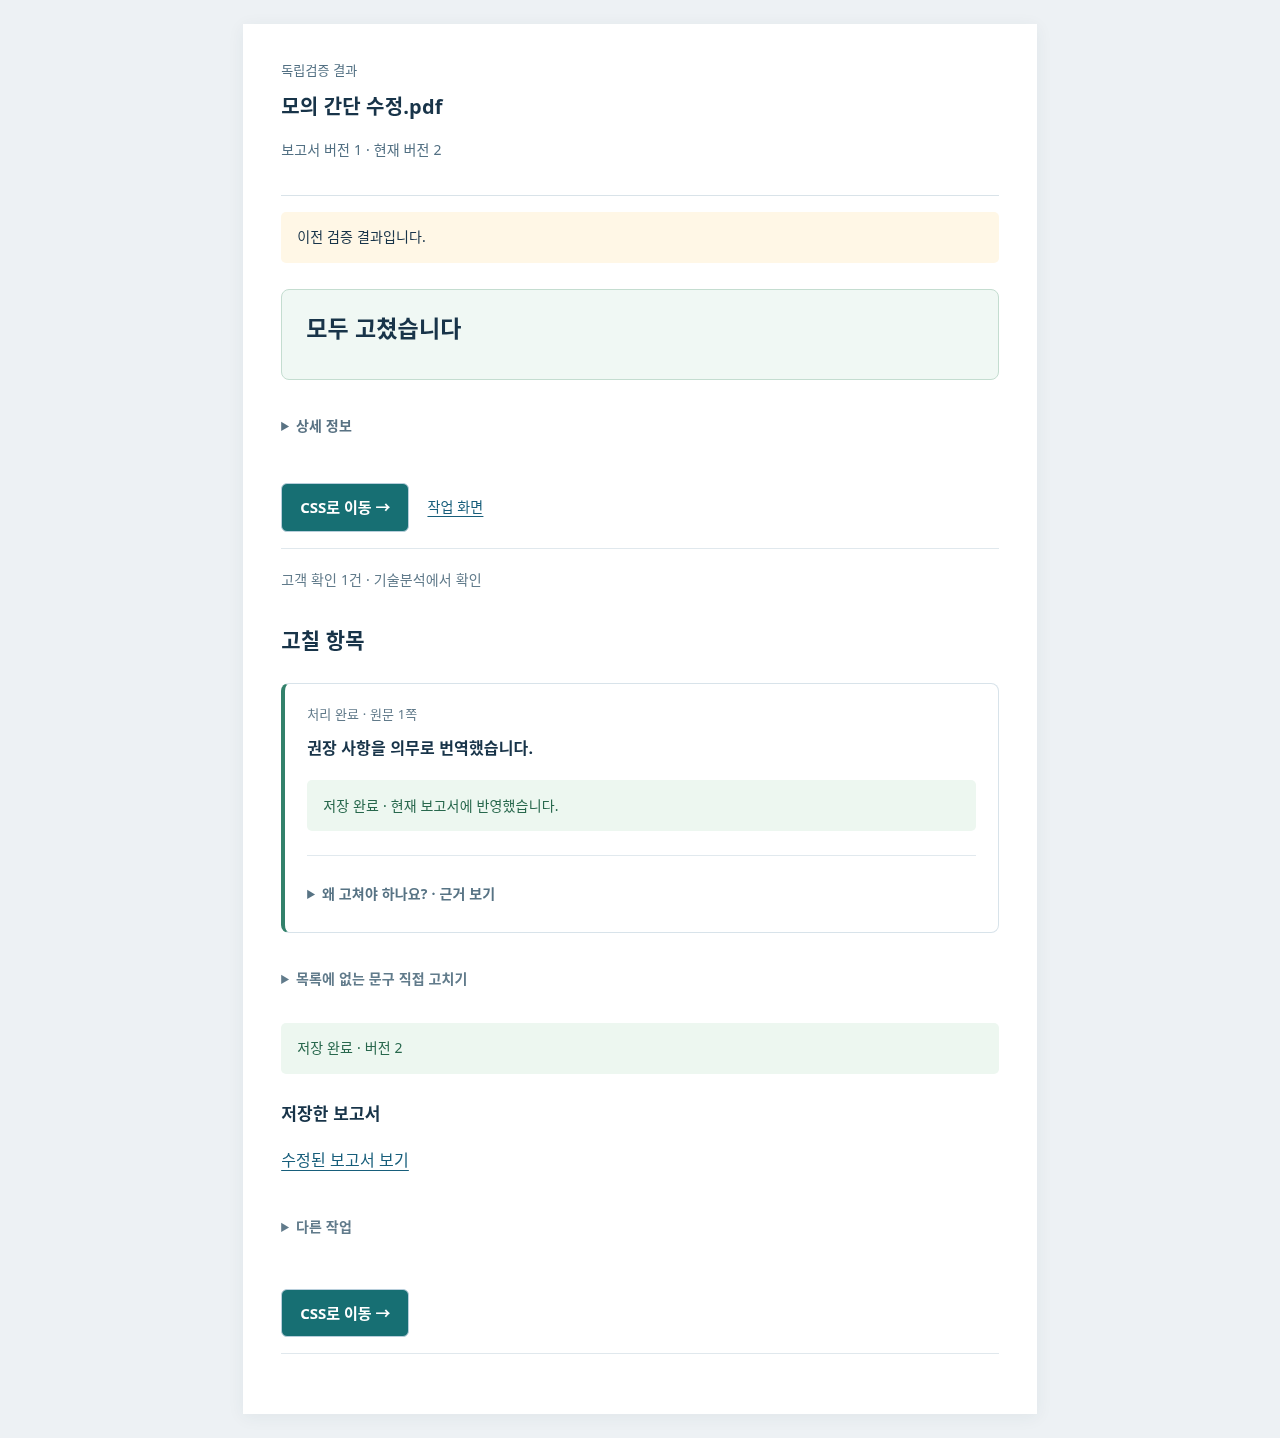 독립검증 결과
모의 간단 수정.pdf
보고서 버전 1 · 현재 버전 2
이전 검증 결과입니다.
모두 고쳤습니다
▶ 상세 정보
CSS로 이동 → 작업 화면
고객 확인 1건 · 기술분석에서 확인
고칠 항목
처리 완료 · 원문 1쪽
권장 사항을 의무로 번역했습니다.
저장 완료 · 현재 보고서에 반영했습니다.
▶ 왜 고쳐야 하나요? · 근거 보기
▶ 목록에 없는 문구 직접 고치기
저장 완료 · 버전 2
저장한 보고서
수정된 보고서 보기
▶ 다른 작업
CSS로 이동 →